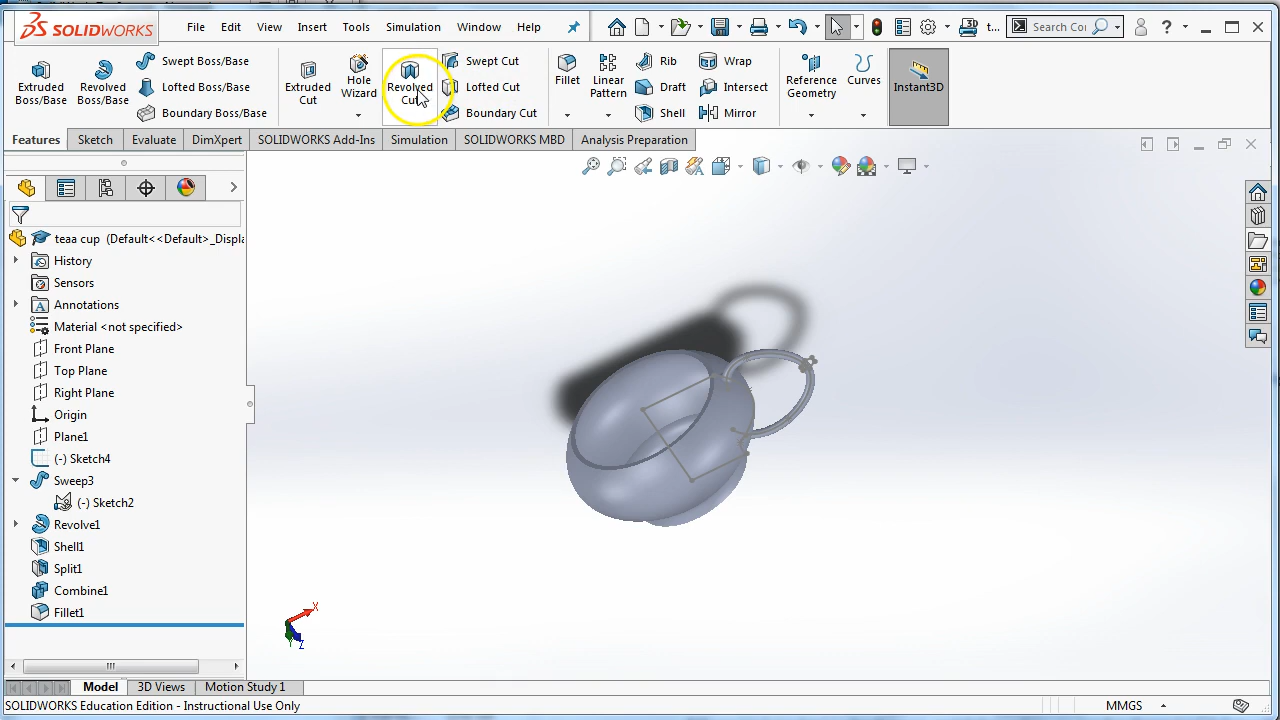 SOLIDWORKS File Edit View Insert Tools Simulation Window Help t... Search Co ?
Extruded Boss/Base
Revolved Boss/Base
Swept Boss/Base
Lofted Boss/Base
Boundary Boss/Base
Extruded Cut
Hole Wizard
Revolved Cut
Swept Cut
Lofted Cut
Boundary Cut
Fillet
Linear Pattern
Rib
Draft
Shell
Wrap
Intersect
Mirror
Reference Geometry
Curves
Instant3D
Features Sketch Evaluate DimXpert SOLIDWORKS Add-Ins Simulation SOLIDWORKS MBD Analysis Preparation
teaa cup (Default<<Default>_Displa
History
Sensors
Annotations
Material <not specified>
Front Plane
Top Plane
Right Plane
Origin
Plane1
(-) Sketch4
Sweep3
(-) Sketch2
Revolve1
Shell1
Split1
Combine1
Fillet1
X
Y
Z
Model 3D Views Motion Study 1
SOLIDWORKS Education Edition - Instructional Use Only MMGS